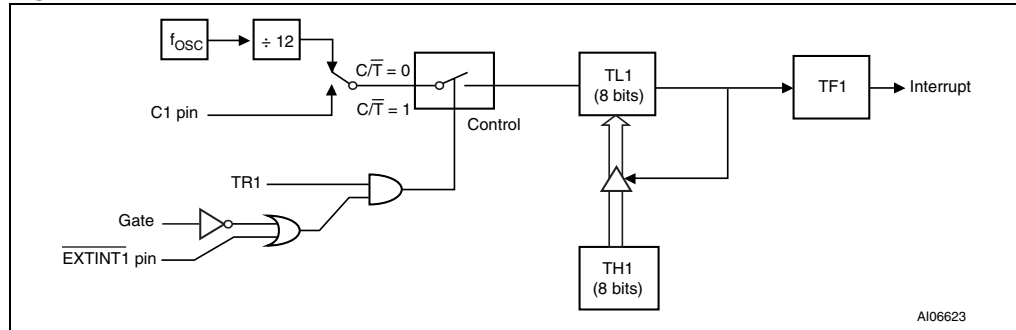 fOSC
÷ 12
C/T̅ = 0
C/T̅ = 1
C1 pin
Control
TL1
(8 bits)
TF1
Interrupt
TR1
Gate
E̅X̅T̅I̅N̅T̅1̅ pin
TH1
(8 bits)
AI06623